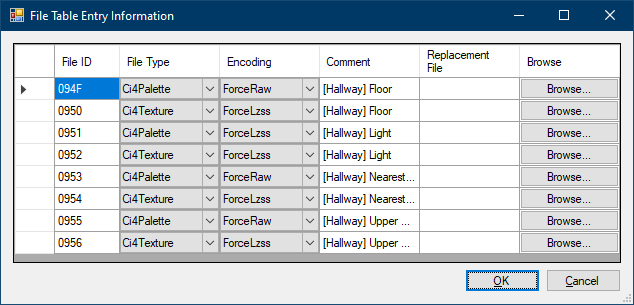 File Table Entry Information
File ID File Type Encoding Comment Replacement File Browse
094F Ci4Palette ForceRaw [Hallway] Floor Browse...
0950 Ci4Texture ForceLzss [Hallway] Floor Browse...
0951 Ci4Palette ForceLzss [Hallway] Light Browse...
0952 Ci4Texture ForceLzss [Hallway] Light Browse...
0953 Ci4Palette ForceRaw [Hallway] Nearest... Browse...
0954 Ci4Texture ForceLzss [Hallway] Nearest... Browse...
0955 Ci4Palette ForceRaw [Hallway] Upper ... Browse...
0956 Ci4Texture ForceLzss [Hallway] Upper ... Browse...
OK Cancel